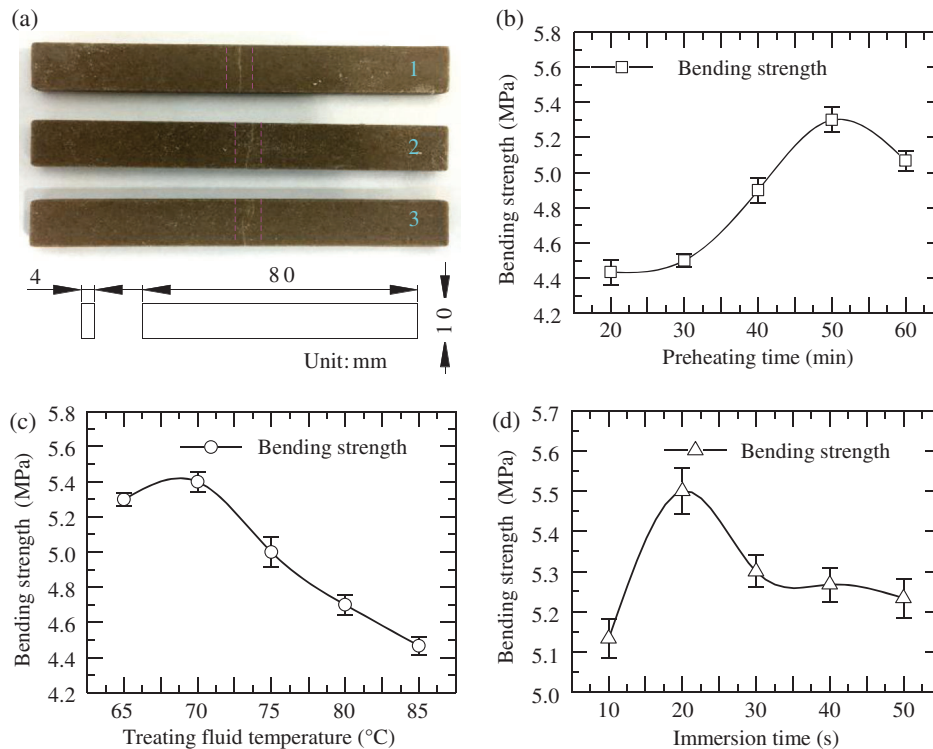 (a)
1
2
3
4
80
10
Unit: mm
(b)
Bending strength
Bending strength (MPa)
5.8
5.6
5.4
5.2
5.0
4.8
4.6
4.4
4.2
20 30 40 50 60
Preheating time (min)
(c)
Bending strength
Bending strength (MPa)
5.8
5.6
5.4
5.2
5.0
4.8
4.6
4.4
4.2
65 70 75 80 85
Treating fluid temperature (°C)
(d)
Bending strength
Bending strength (MPa)
5.7
5.6
5.5
5.4
5.3
5.2
5.1
5.0
10 20 30 40 50
Immersion time (s)